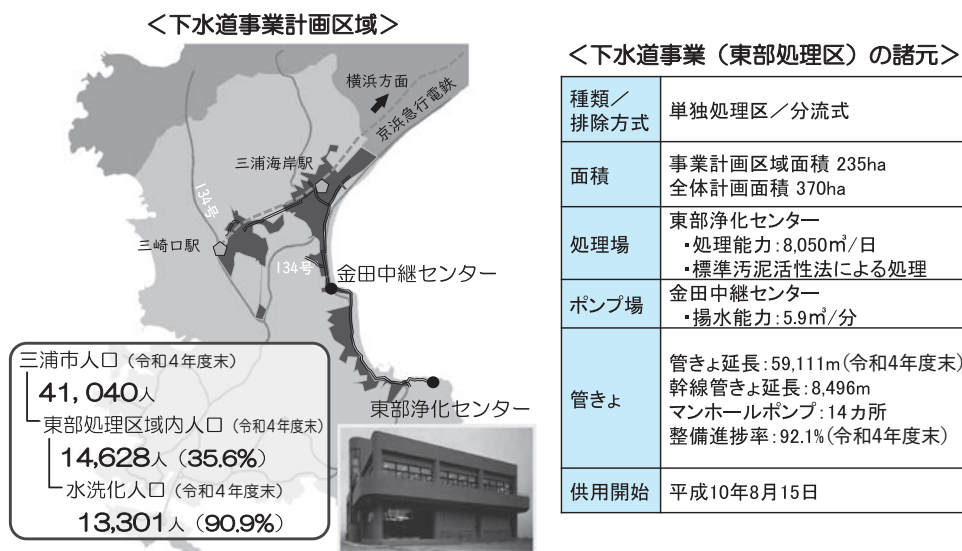 ＜下水道事業計画区域＞
横浜方面
京浜急行電鉄
三浦海岸駅
134号
三崎口駅
134号
金田中継センター
東部浄化センター
三浦市人口（令和4年度末）
41,040人
東部処理区域内人口（令和4年度末）
14,628人（35.6%）
水洗化人口（令和4年度末）
13,301人（90.9%）
＜下水道事業（東部処理区）の諸元＞
種類／
排除方式
単独処理区／分流式
面積
事業計画区域面積 235ha
全体計画面積 370ha
処理場
東部浄化センター
・処理能力：8,050㎥/日
・標準汚泥活性法による処理
ポンプ場
金田中継センター
・揚水能力：5.9㎥/分
管きょ
管きょ延長：59,111m(令和4年度末)
幹線管きょ延長：8,496m
マンホールポンプ：14カ所
整備進捗率：92.1%(令和4年度末)
供用開始
平成10年8月15日